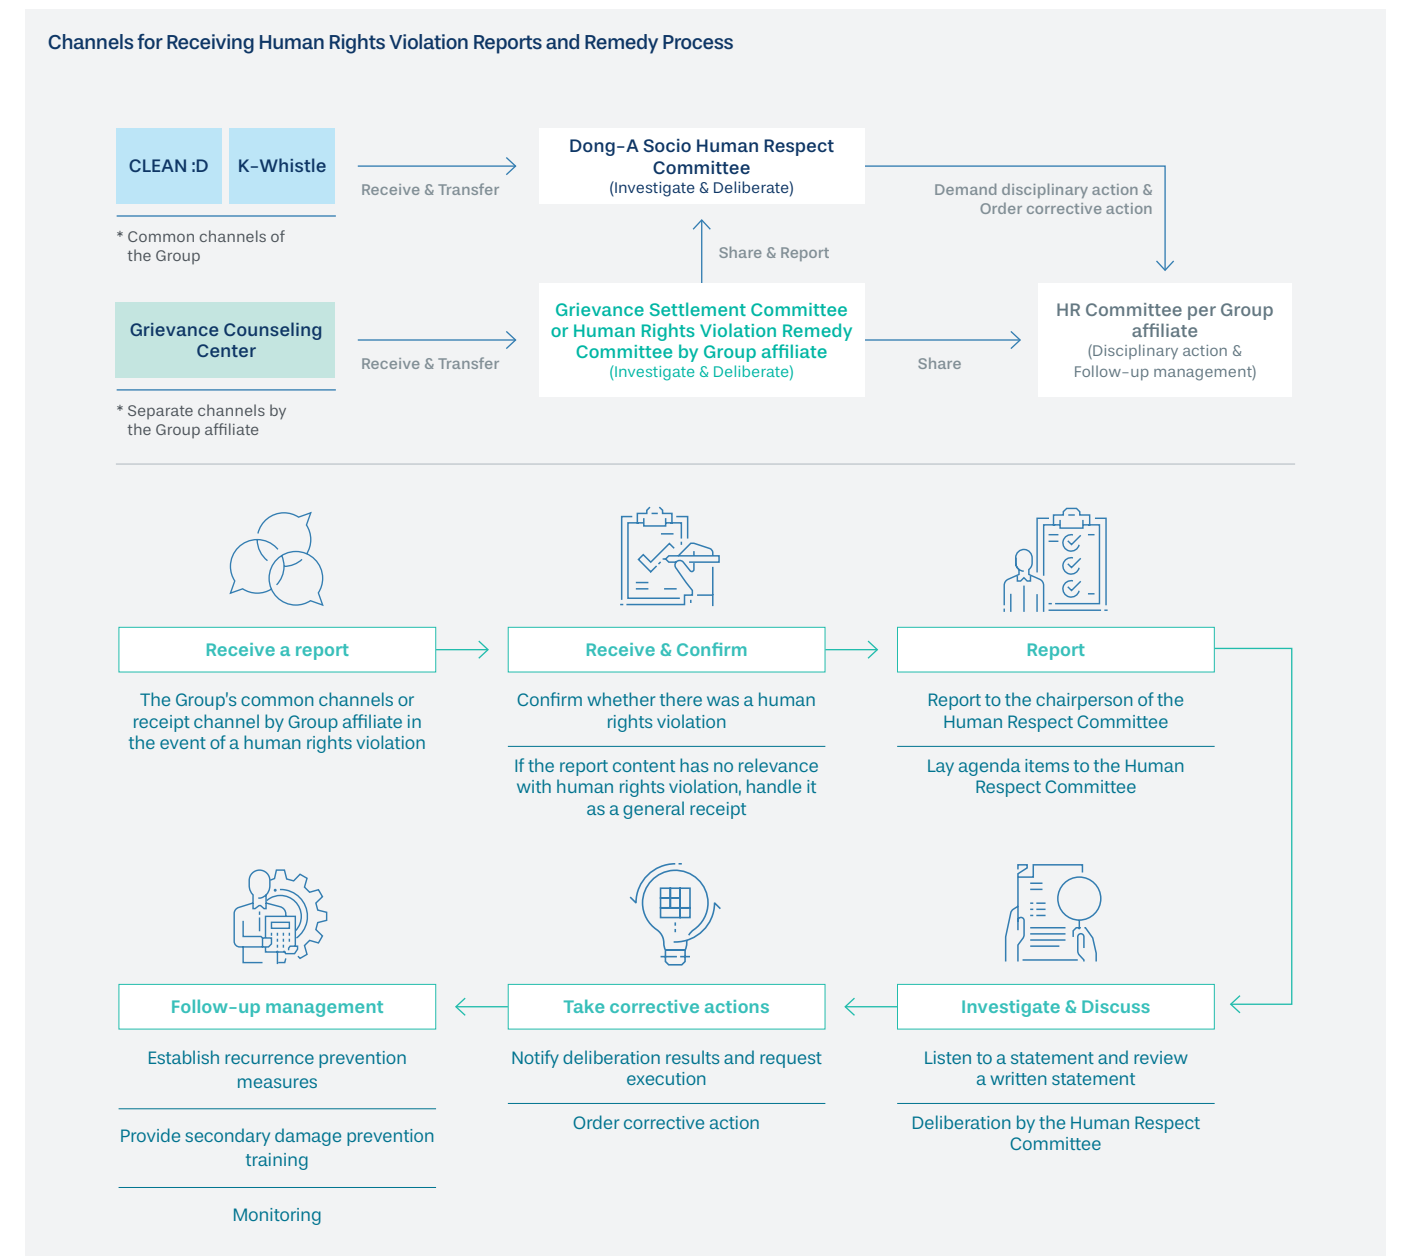 Channels for Receiving Human Rights Violation Reports and Remedy Process
CLEAN :D
K-Whistle
Receive & Transfer
Dong-A Socio Human Respect
Committee
(Investigate & Deliberate)
Demand disciplinary action &
Order corrective action
* Common channels of
the Group
Share & Report
Grievance Counseling
Center
Receive & Transfer
Grievance Settlement Committee
or Human Rights Violation Remedy
Committee by Group affiliate
(Investigate & Deliberate)
Share
HR Committee per Group
affiliate
(Disciplinary action &
Follow-up management)
* Separate channels by
the Group affiliate
Receive a report
The Group's common channels or
receipt channel by Group affiliate in
the event of a human rights violation
Receive & Confirm
Confirm whether there was a human
rights violation
If the report content has no relevance
with human rights violation, handle it
as a general receipt
Report
Report to the chairperson of the
Human Respect Committee
Lay agenda items to the Human
Respect Committee
Follow-up management
Establish recurrence prevention
measures
Provide secondary damage prevention
training
Monitoring
Take corrective actions
Notify deliberation results and request
execution
Order corrective action
Investigate & Discuss
Listen to a statement and review
a written statement
Deliberation by the Human Respect
Committee